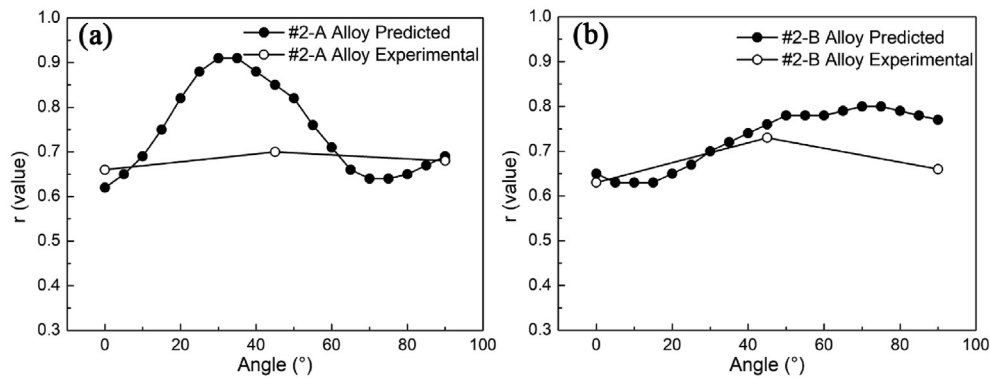 (a)
#2-A Alloy Predicted
#2-A Alloy Experimental
r (value)
1.0
0.9
0.8
0.7
0.6
0.5
0.4
0.3
0 20 40 60 80 100
Angle (°)
(b)
#2-B Alloy Predicted
#2-B Alloy Experimental
r (value)
1.0
0.9
0.8
0.7
0.6
0.5
0.4
0.3
0 20 40 60 80 100
Angle (°)